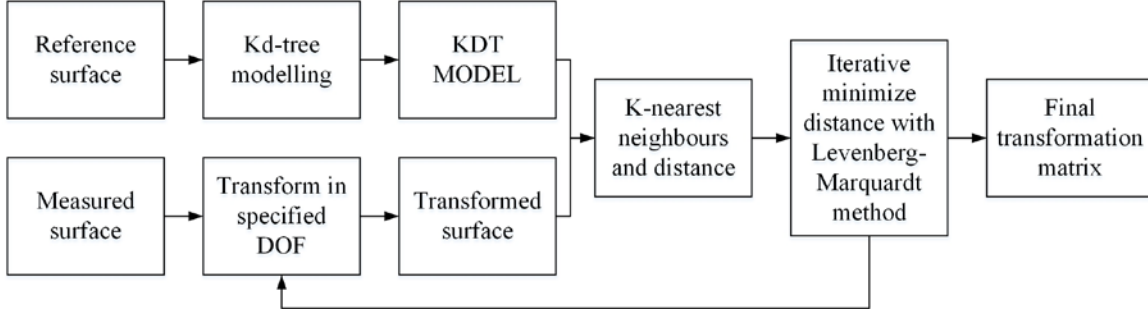 Reference
surface
Kd-tree
modelling
KDT
MODEL
Measured
surface
Transform in
specified
DOF
Transformed
surface
K-nearest
neighbours
and distance
Iterative
minimize
distance with
Levenberg-
Marquardt
method
Final
transformation
matrix